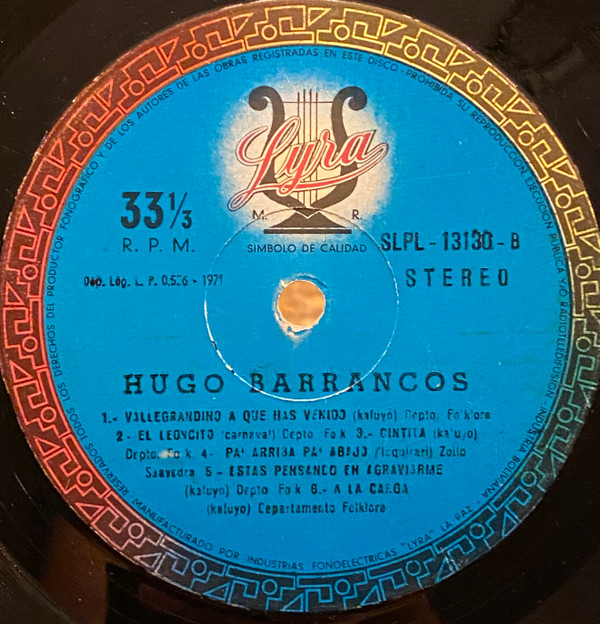 RESERVADOS TODOS LOS DERECHOS DEL PRODUCTOR FONOGRAFICO Y DE LOS AUTORES DE LAS OBRAS REGISTRADAS EN ESTE DISCO - PROHIBIDA SU REPRODUCCION, EJECUCION PUBLICA Y/O RADIOTELEDIFUSION - INDUSTRIA BOLIVIANA
Lyra
M. R.
SIMBOLO DE CALIDAD
33⅓
R. P. M.
SLPL - 13130 - B
Dep. Leg. L. P. 0.526 - 1971
STEREO
HUGO BARRANCOS
1.- VALLEGRANDINO A QUE HAS VENIDO (kaluyo) Depto. Folklore
2 - EL LEONCITO (carnaval) Depto Folk 3.- CINTITA (kaluyo)
Depto. Folk 4- PA' ARRIBA PA' ABAJO (Taquirari) Zoilo
Saavedra 5 - ESTAS PENSANDO EN AGRAVIARME
(kaluyo) Depto Folk 6.- A LA
(kaluyo) Departamento Folklore
MANUFACTURADO POR INDUSTRIAS FONOELECTRICAS "LYRA" LA PAZ